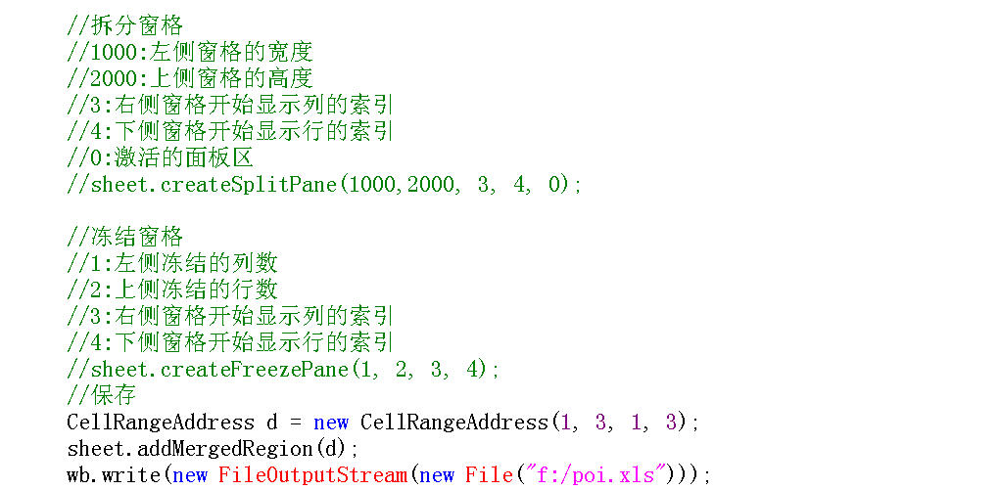 //拆分窗格
//1000:左侧窗格的宽度
//2000:上侧窗格的高度
//3:右侧窗格开始显示列的索引
//4:下侧窗格开始显示行的索引
//0:激活的面板区
//sheet.createSplitPane(1000,2000, 3, 4, 0);
//冻结窗格
//1:左侧冻结的列数
//2:上侧冻结的行数
//3:右侧窗格开始显示列的索引
//4:下侧窗格开始显示行的索引
//sheet.createFreezePane(1, 2, 3, 4);
//保存
CellRangeAddress d = new CellRangeAddress(1, 3, 1, 3);
sheet.addMergedRegion(d);
wb.write(new FileOutputStream(new File("f:/poi.xls")));